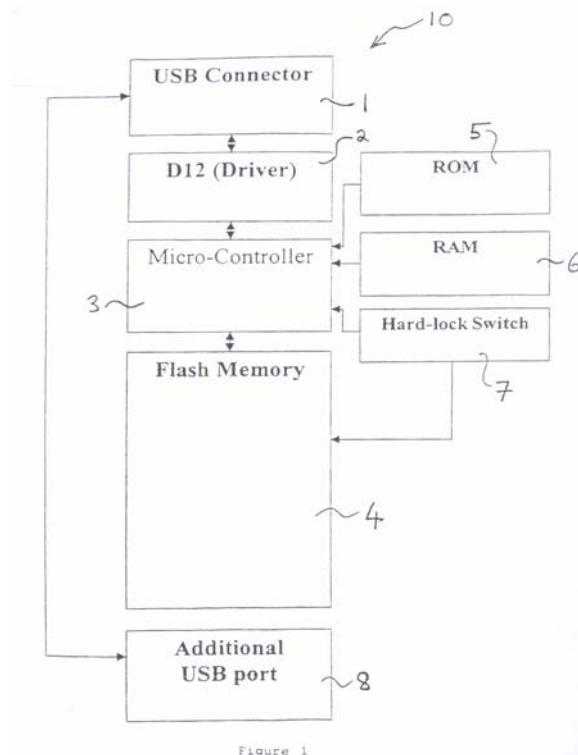 10
USB Connector
1
2
D12 (Driver)
5
ROM
Micro-Controller
3
RAM
6
Hard-lock Switch
7
Flash Memory
4
Additional
USB port
8
Figure 1